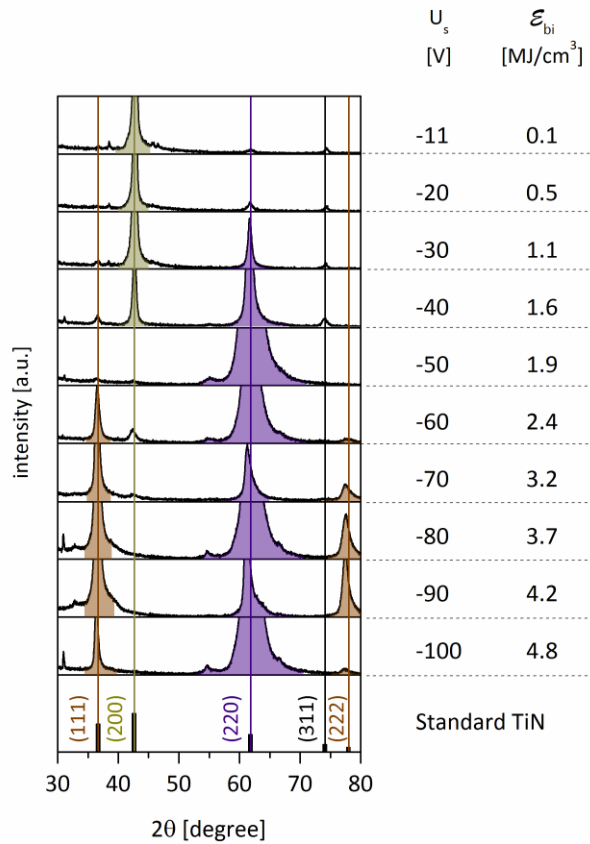 Uₛ ℰ_bi
[V] [MJ/cm³]
-11 0.1
-20 0.5
-30 1.1
-40 1.6
-50 1.9
-60 2.4
-70 3.2
-80 3.7
-90 4.2
-100 4.8
intensity [a.u.]
(111) (200) (220) (311) (222) Standard TiN
30 40 50 60 70 80
2θ [degree]